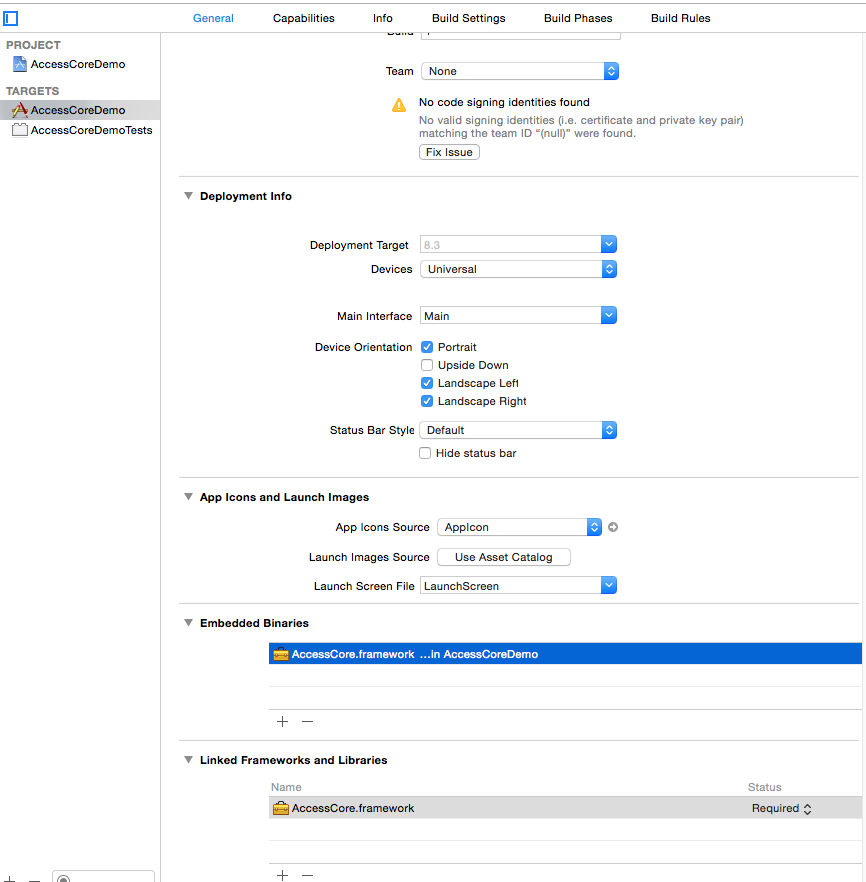 General Capabilities Info Build Settings Build Phases Build Rules
PROJECT
AccessCoreDemo
TARGETS
AccessCoreDemo
AccessCoreDemoTests
Build
Team None
No code signing identities found
No valid signing identities (i.e. certificate and private key pair)
matching the team ID “(null)” were found.
Fix Issue
Deployment Info
Deployment Target 8.3
Devices Universal
Main Interface Main
Device Orientation Portrait
Upside Down
Landscape Left
Landscape Right
Status Bar Style Default
Hide status bar
App Icons and Launch Images
App Icons Source AppIcon
Launch Images Source Use Asset Catalog
Launch Screen File LaunchScreen
Embedded Binaries
AccessCore.framework ...in AccessCoreDemo
Linked Frameworks and Libraries
Name Status
AccessCore.framework Required